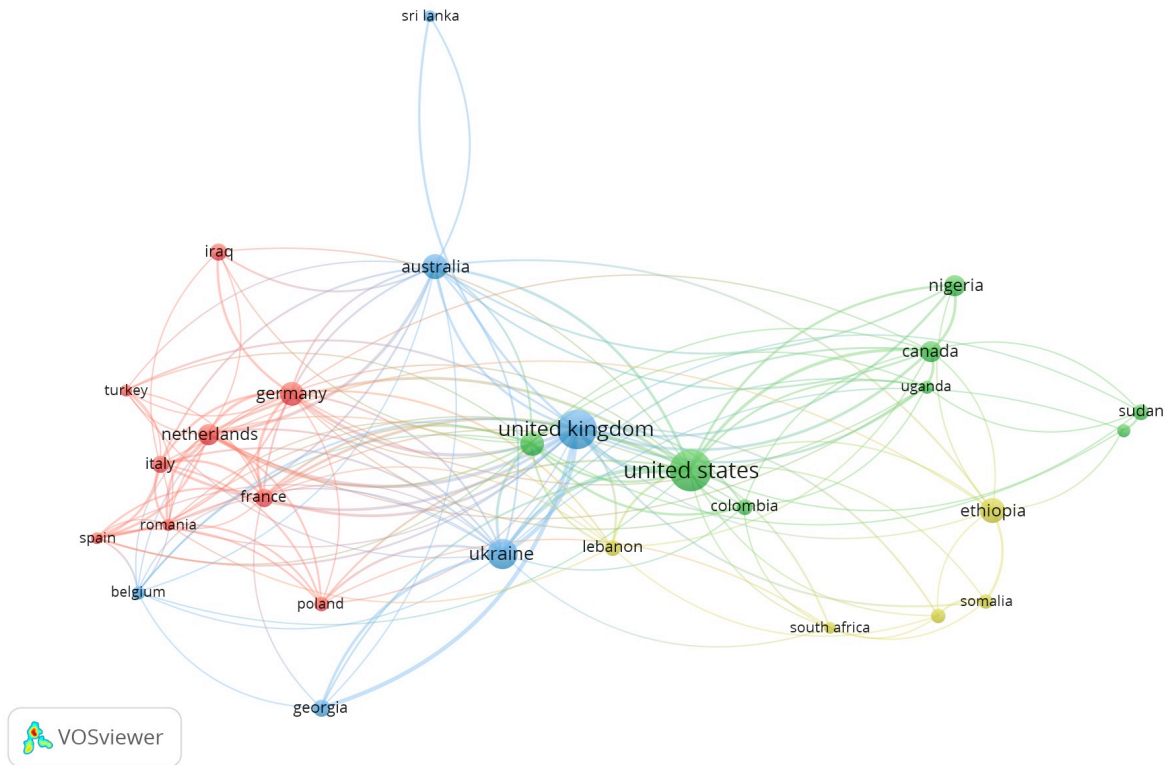 sri lanka
iraq
australia
nigeria
canada
turkey
germany
uganda
sudan
netherlands
united kingdom
italy
united states
france
colombia
ethiopia
romania
spain
ukraine
lebanon
belgium
poland
somalia
south africa
georgia
VOSviewer